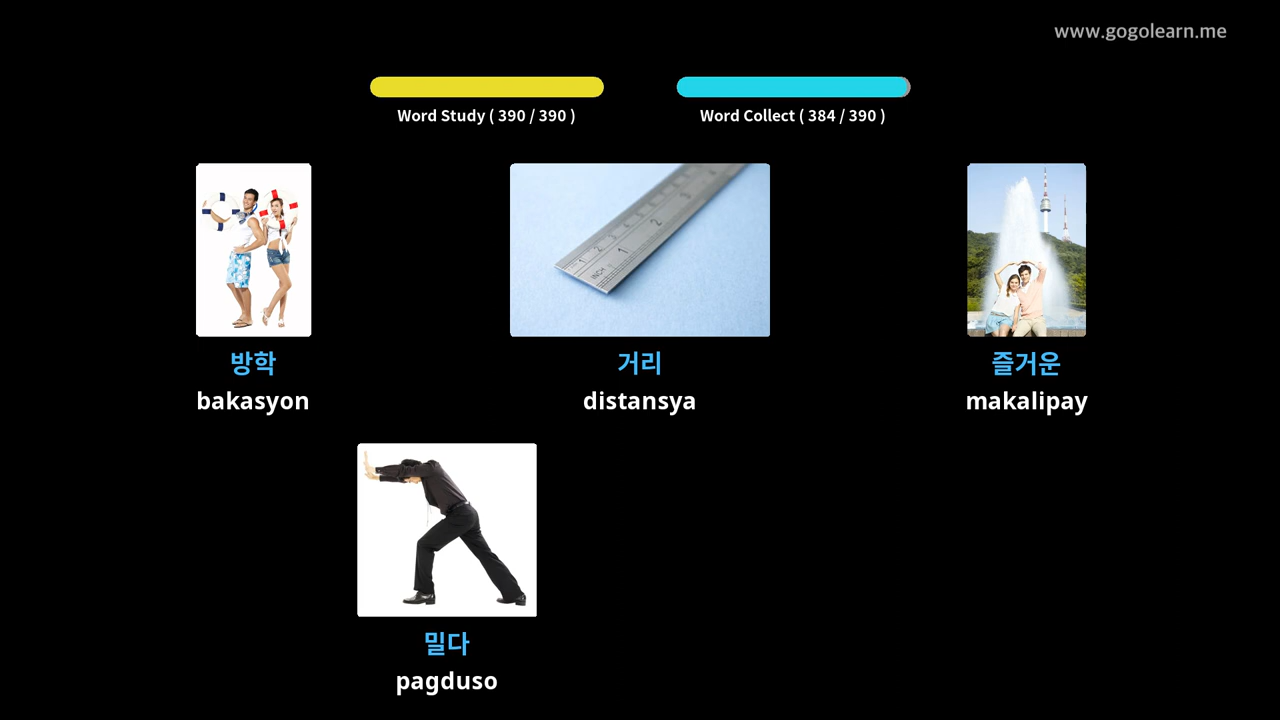 www.gogolearn.me
Word Study ( 390 / 390 )
Word Collect ( 384 / 390 )
방학
bakasyon
거리
distansya
즐거운
makalipay
밀다
pagduso